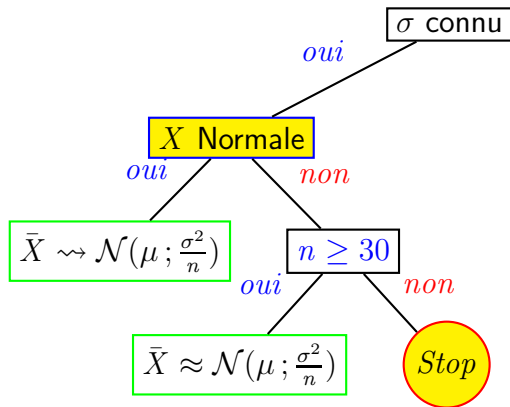 σ connu
oui
X Normale
oui non
X̄ ⇝ 𝒩(μ ; σ²/n)
n ≥ 30
oui non
X̄ ≈ 𝒩(μ ; σ²/n)
Stop